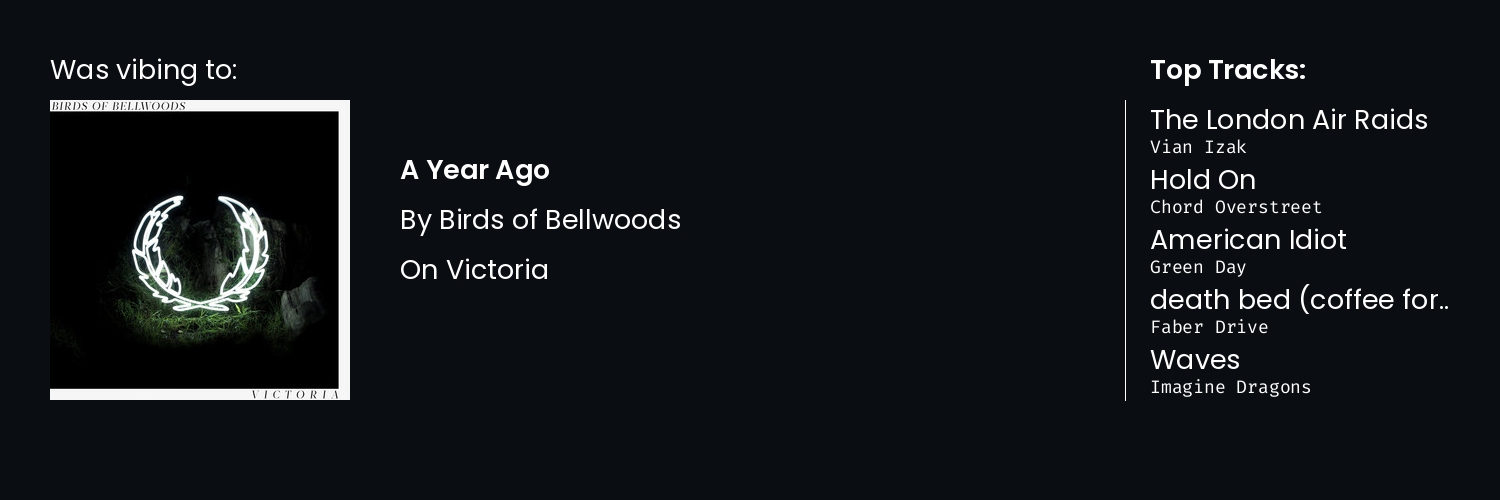 Was vibing to:
BIRDS OF BELLWOODS
VICTORIA
A Year Ago
By Birds of Bellwoods
On Victoria
Top Tracks:
The London Air Raids
Vian Izak
Hold On
Chord Overstreet
American Idiot
Green Day
death bed (coffee for..
Faber Drive
Waves
Imagine Dragons